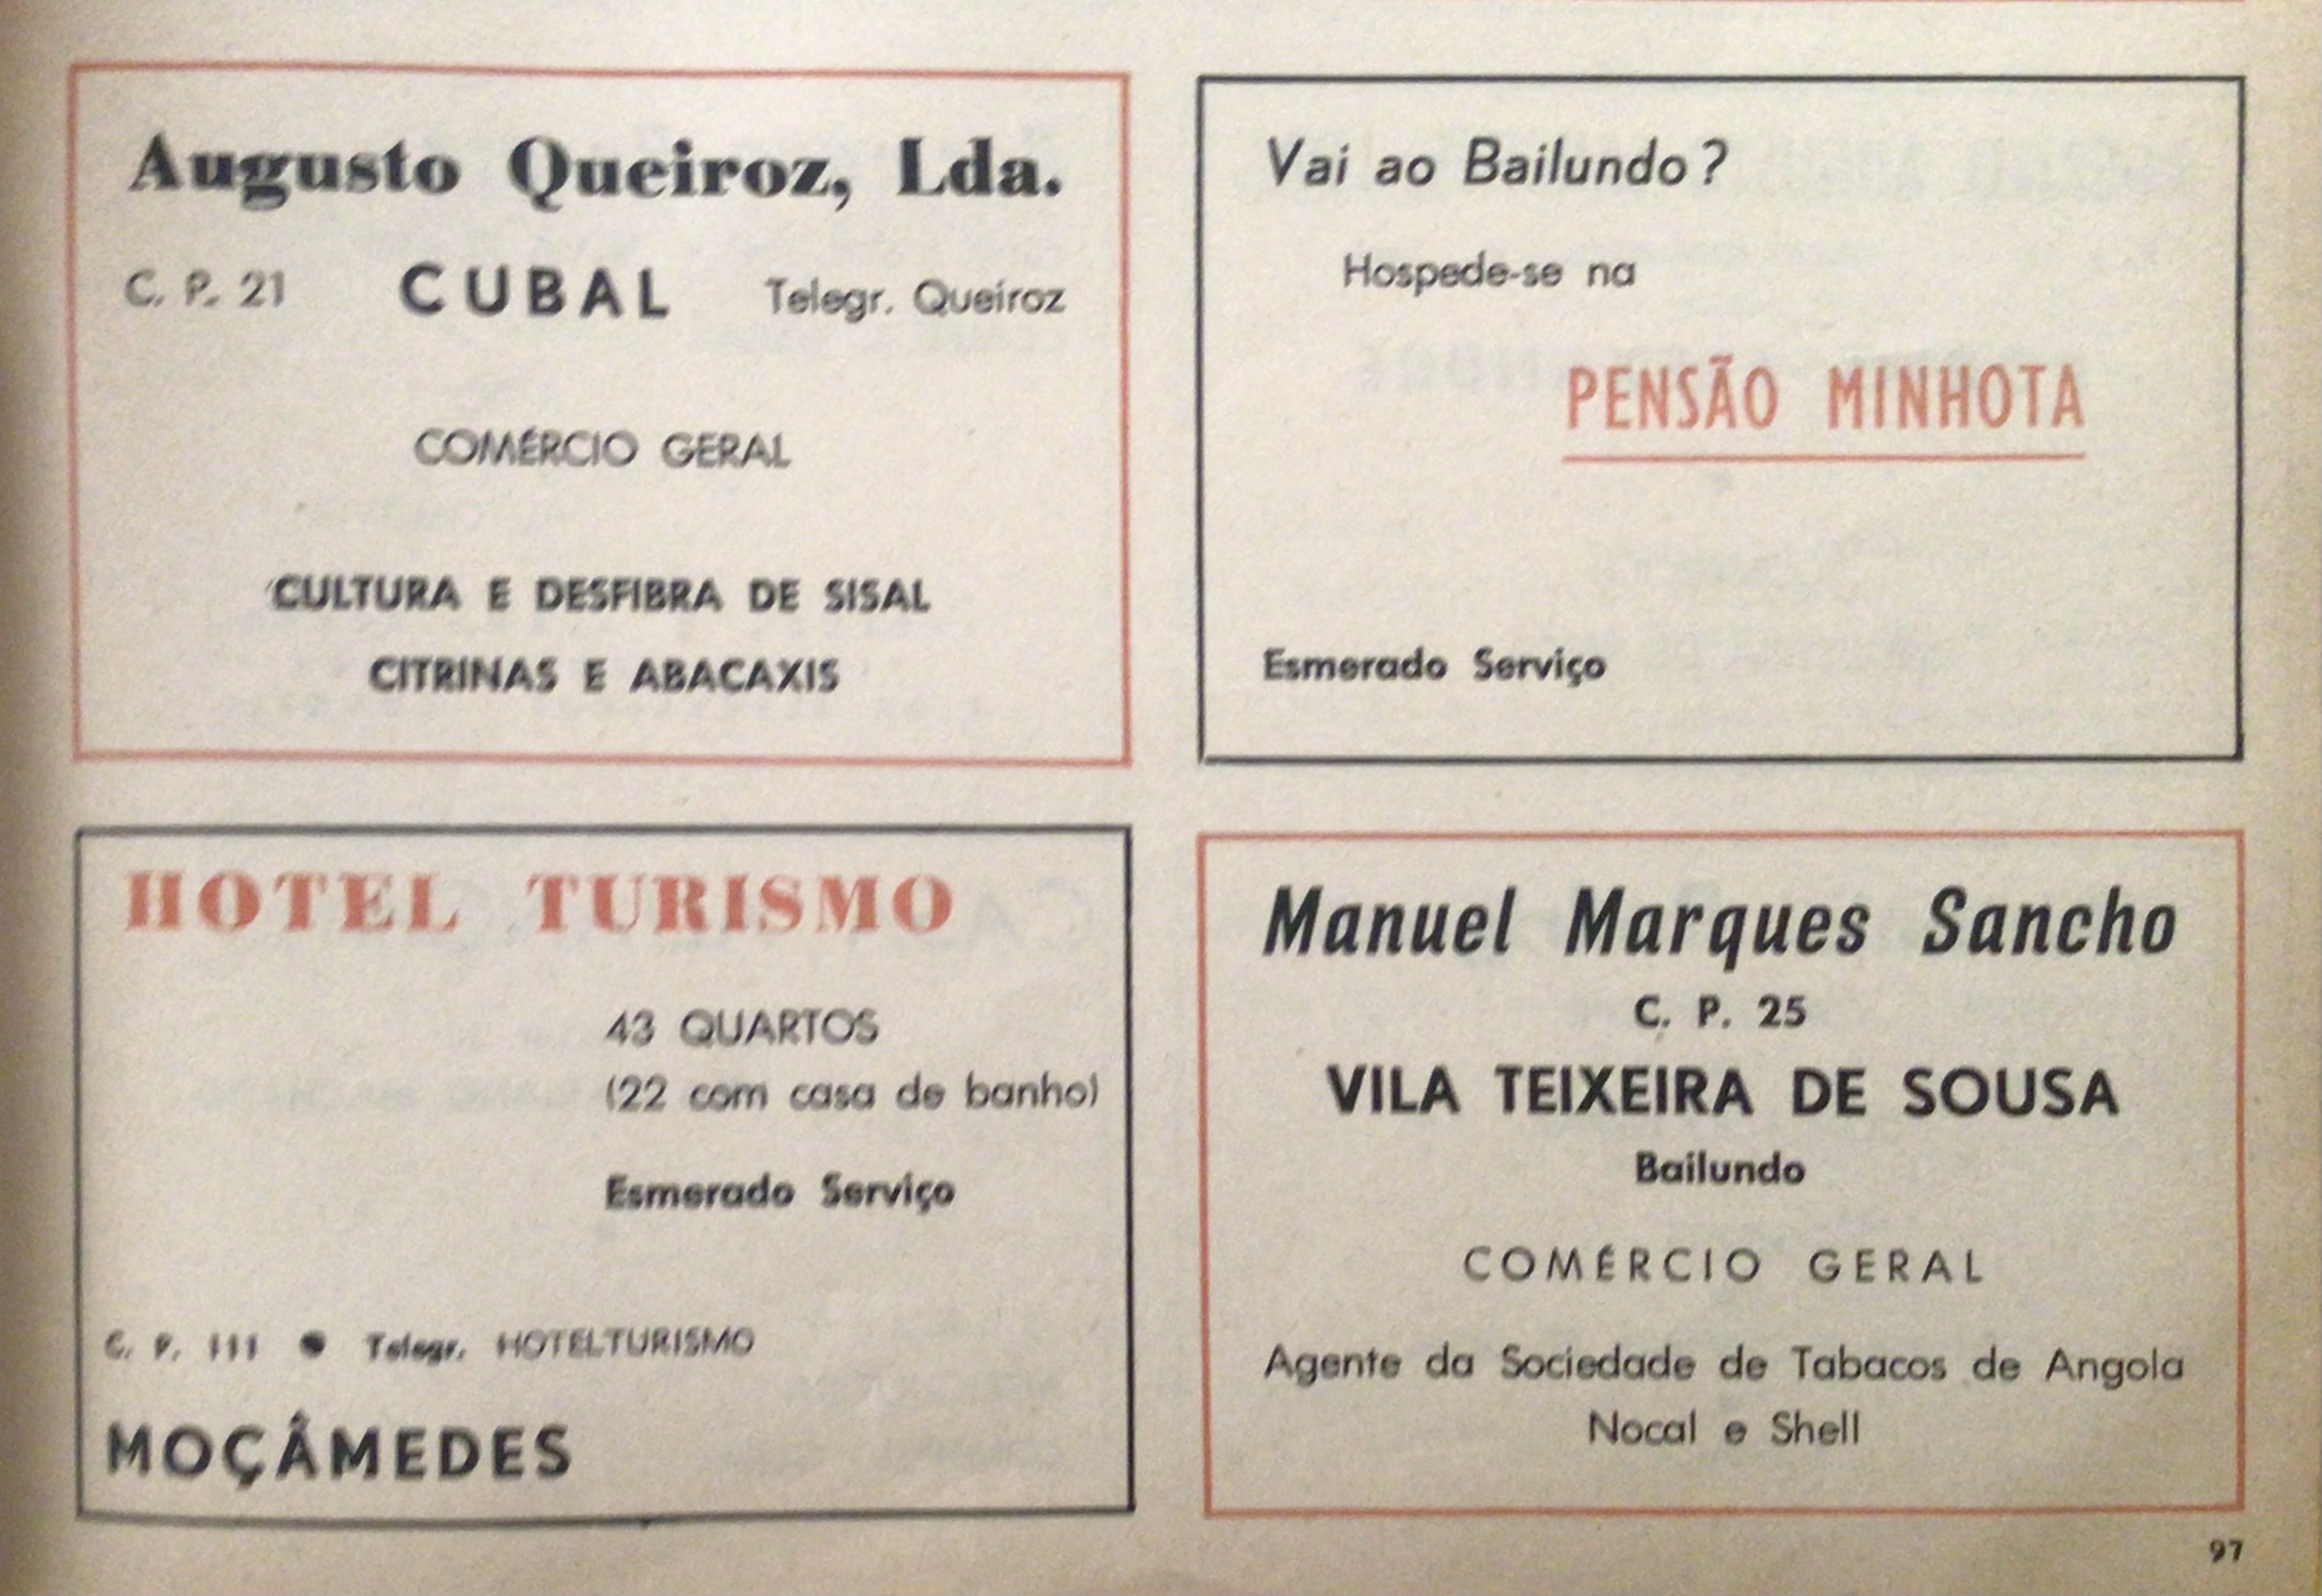 Augusto Queiroz, Lda.
C. P. 21 CUBAL Telegr. Queiroz
COMÉRCIO GERAL
CULTURA E DESFIBRA DE SISAL
CITRINAS E ABACAXIS
Vai ao Bailundo?
Hospede-se na
PENSÃO MINHOTA
Esmerado Serviço
HOTEL TURISMO
43 QUARTOS
(22 com casa de banho)
Esmerado Serviço
C. P. 111 ● Telegr. HOTELTURISMO
MOÇÂMEDES
Manuel Marques Sancho
C. P. 25
VILA TEIXEIRA DE SOUSA
Bailundo
COMÉRCIO GERAL
Agente da Sociedade de Tabacos de Angola
Nocal e Shell
97